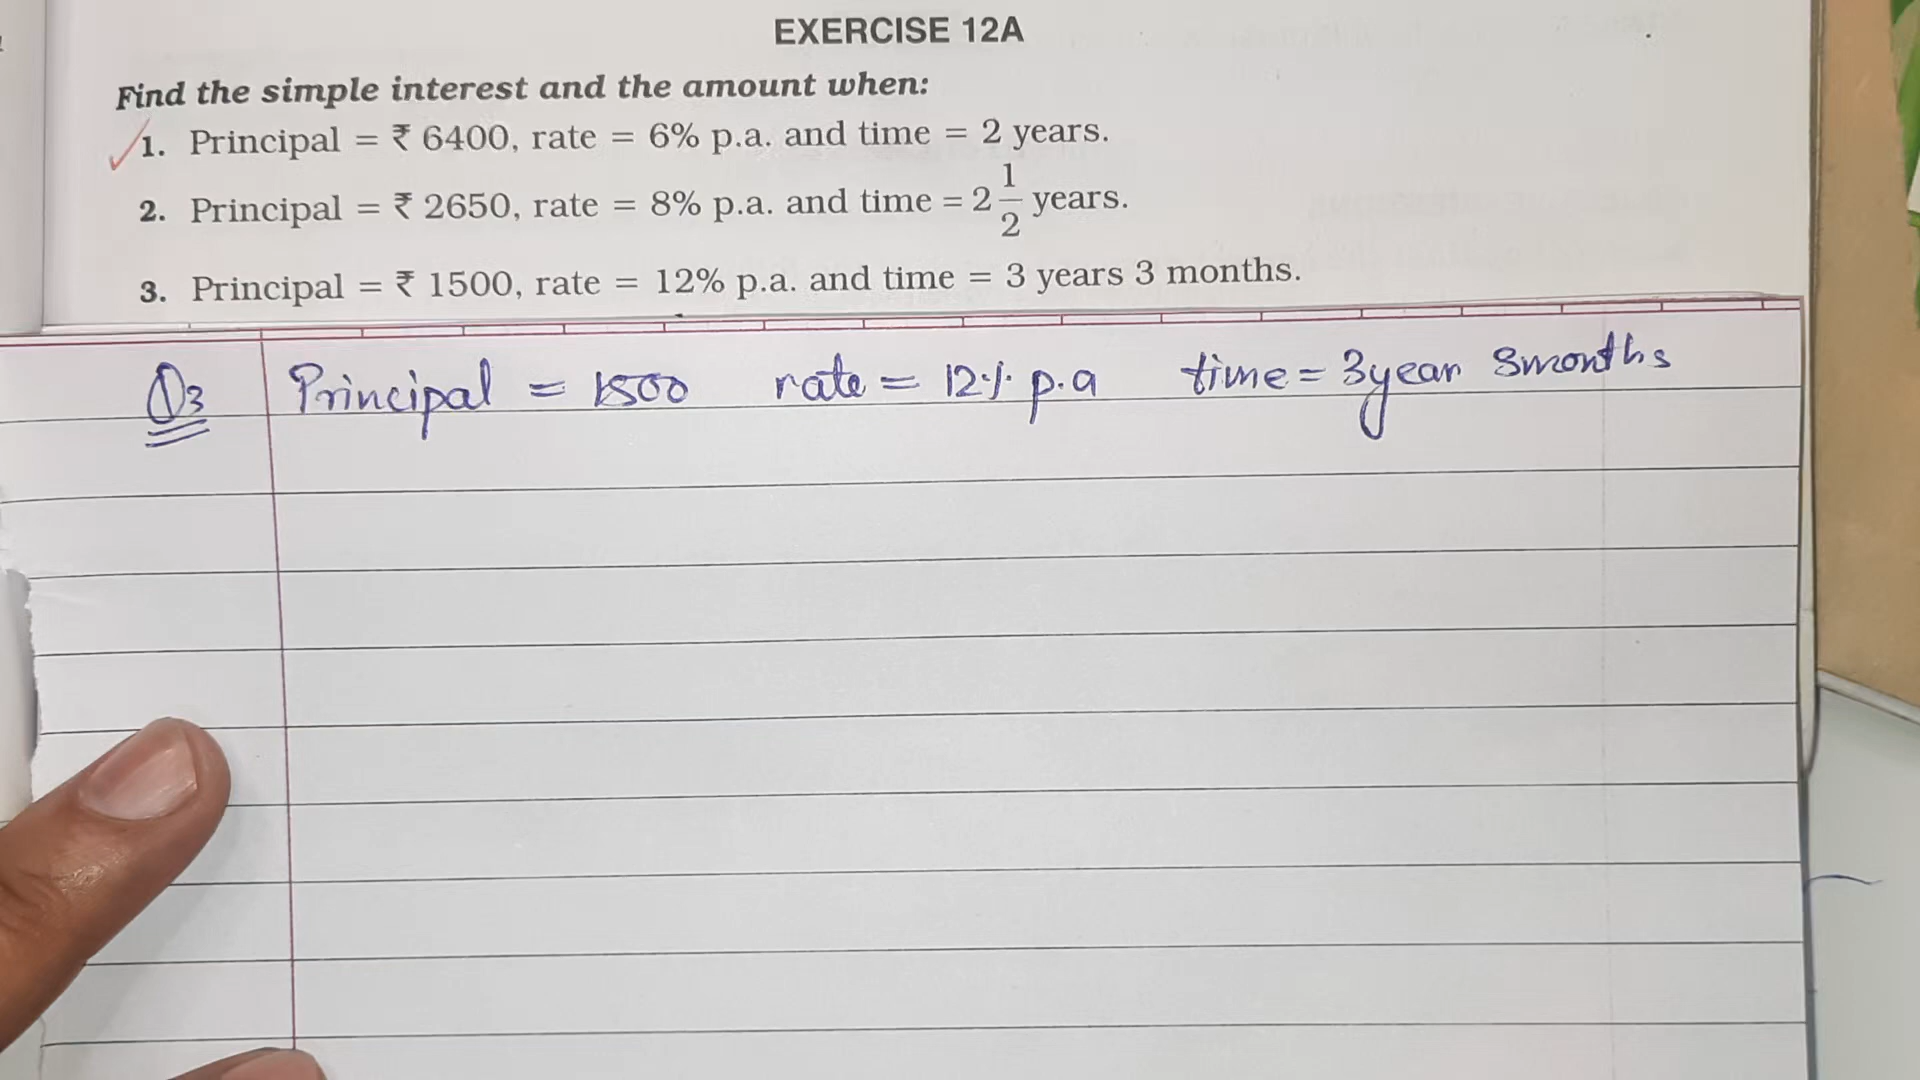 EXERCISE 12A
Find the simple interest and the amount when:
1. Principal = ₹ 6400, rate = 6% p.a. and time = 2 years.
2. Principal = ₹ 2650, rate = 8% p.a. and time = 2 1/2 years.
3. Principal = ₹ 1500, rate = 12% p.a. and time = 3 years 3 months.
Q3 Principal = 1500 rate = 12% p.a time = 3year 3months